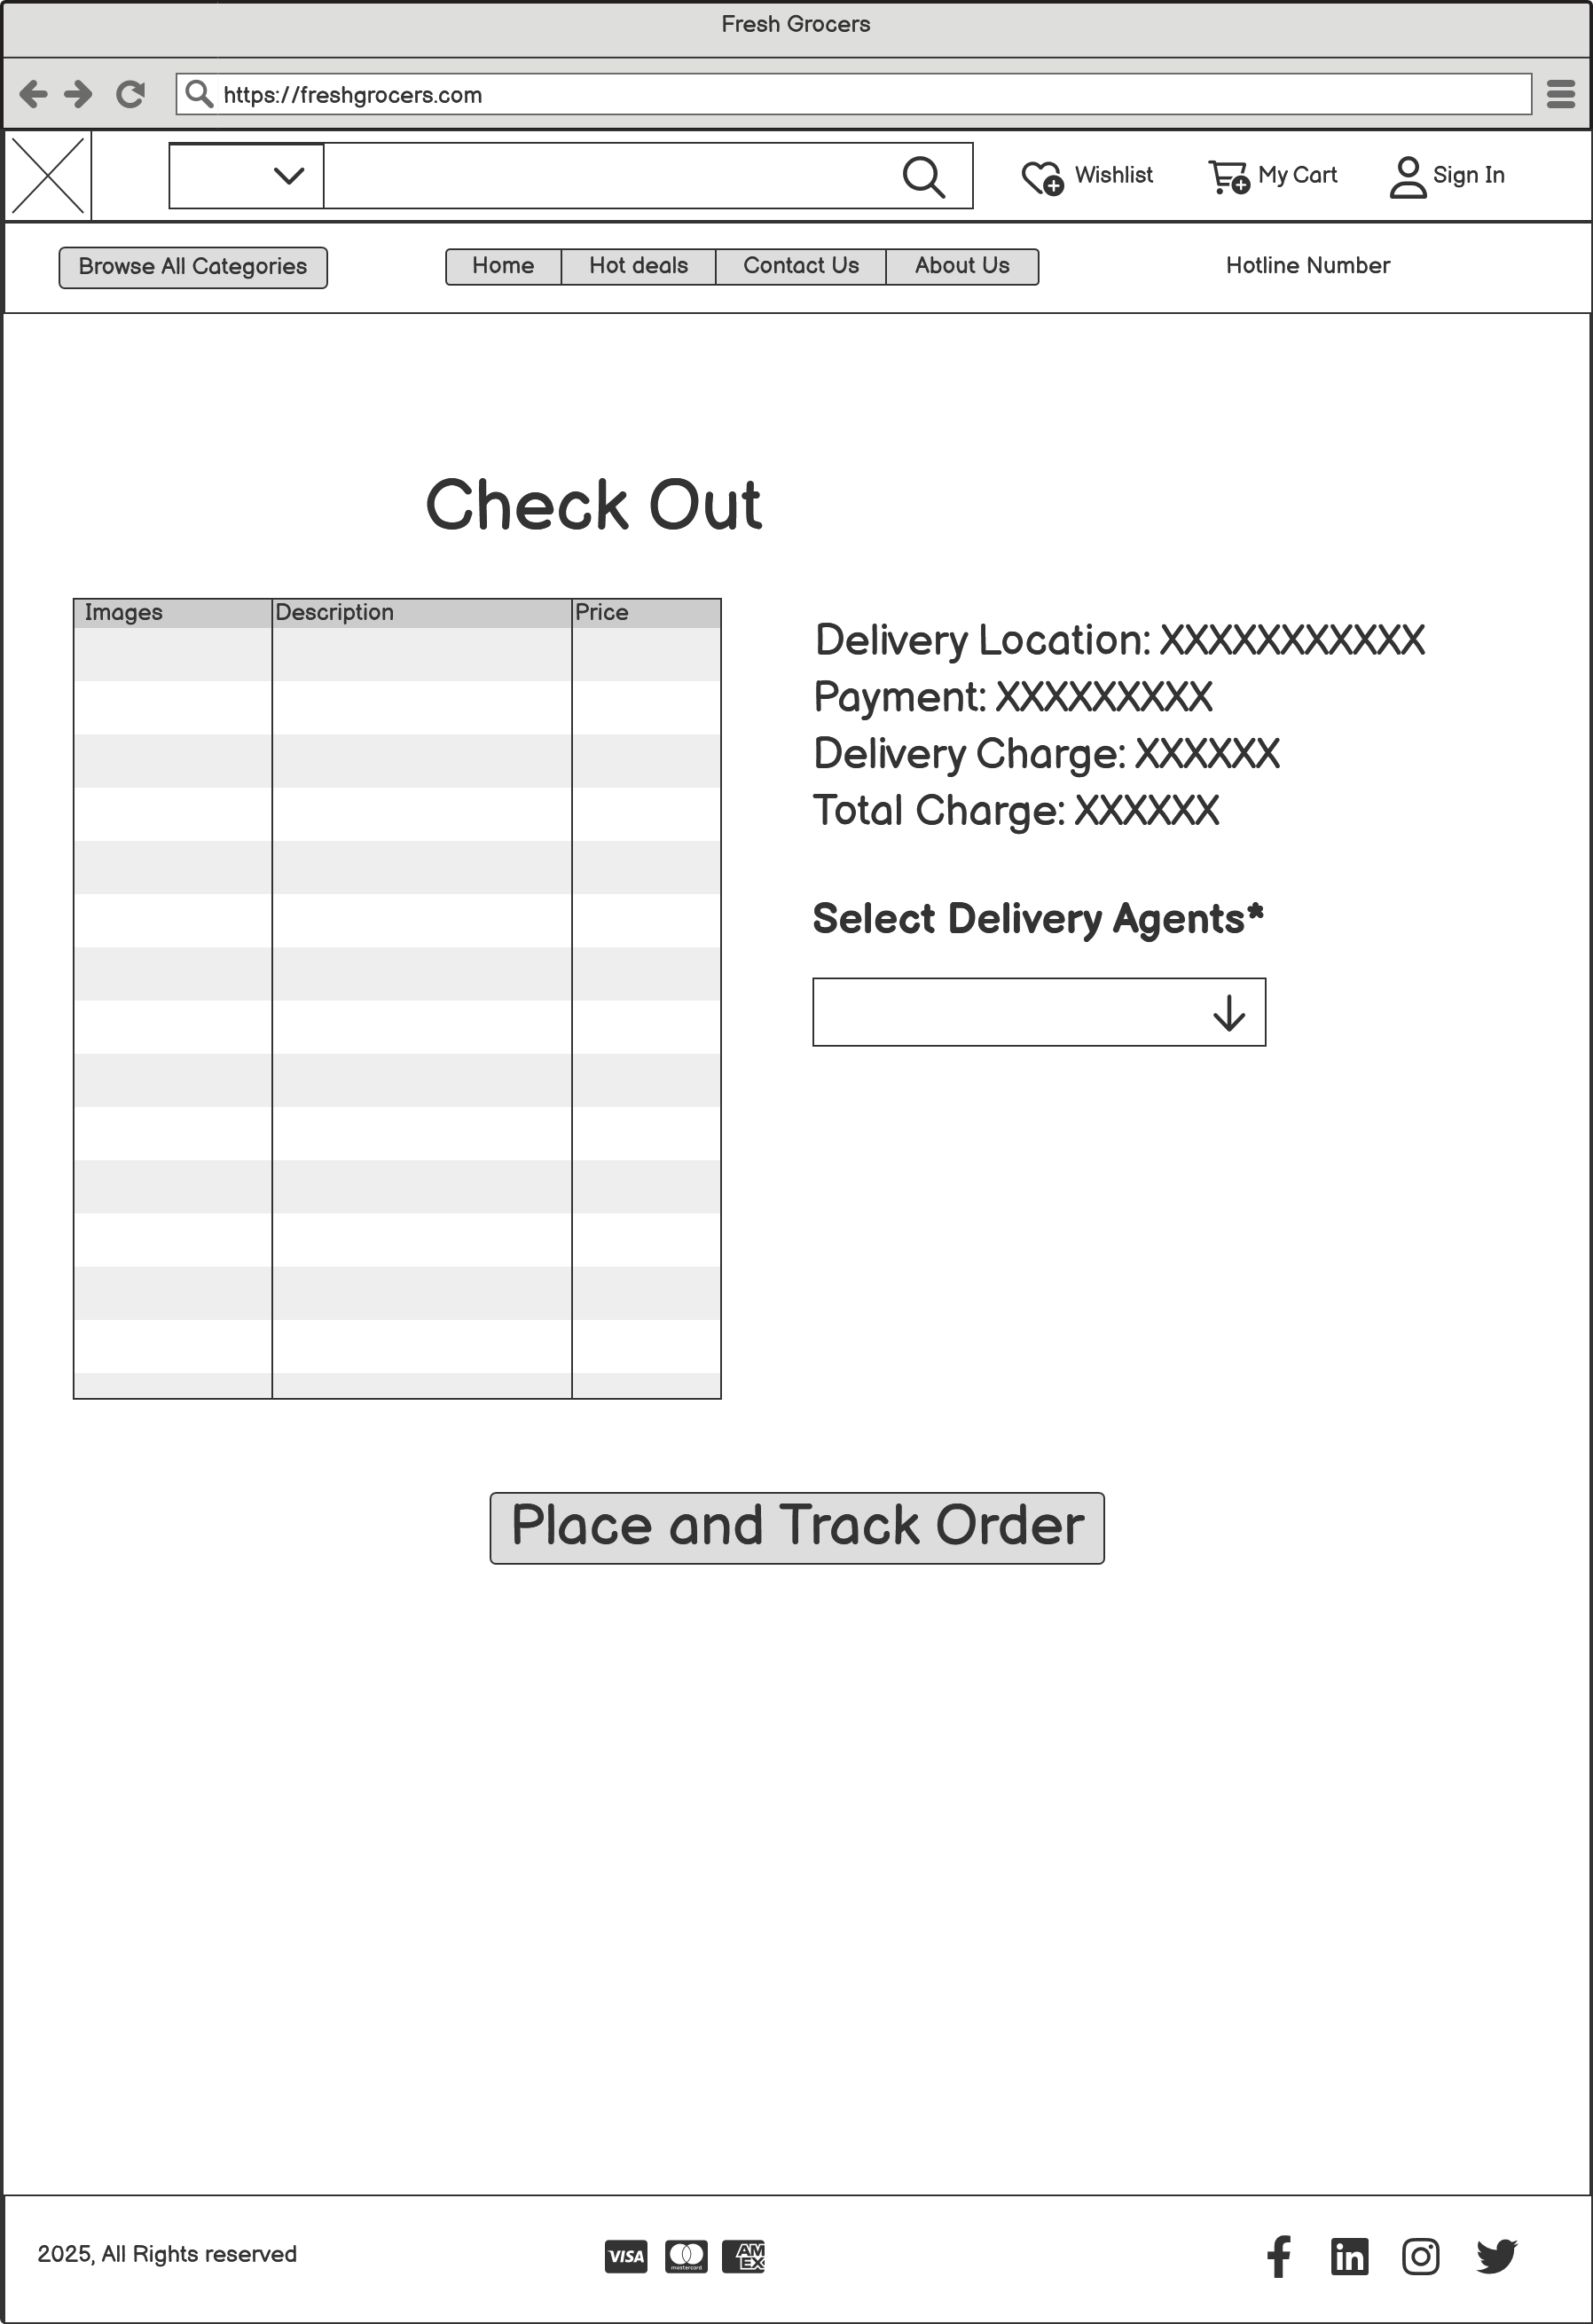 Fresh Grocers
https://freshgrocers.com
Wishlist My Cart Sign In
Browse All Categories Home Hot deals Contact Us About Us Hotline Number
Check Out
Images Description Price
Delivery Location: XXXXXXXXXXX
Payment: XXXXXXXXX
Delivery Charge: XXXXXX
Total Charge: XXXXXX
Select Delivery Agents*
Place and Track Order
2025, All Rights reserved VISA mastercard AM EX f in